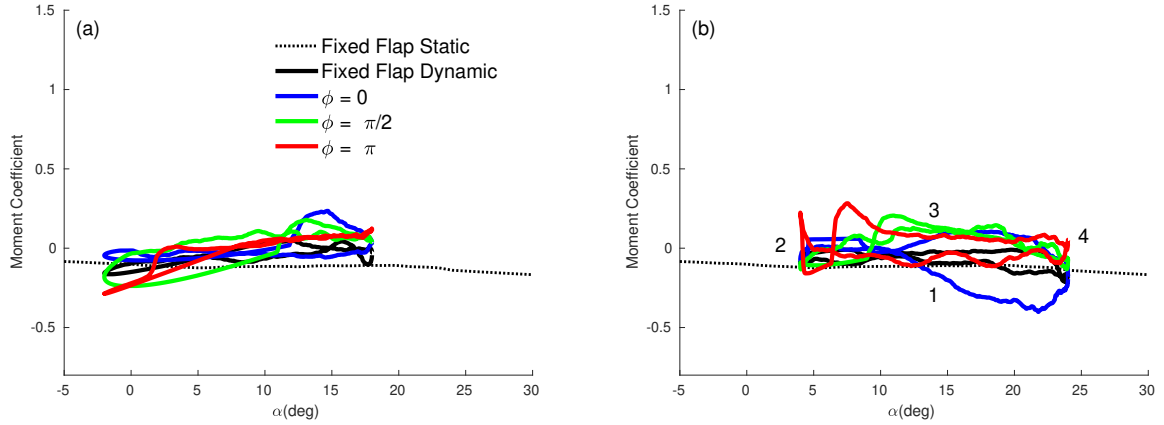 (a)
Fixed Flap Static
Fixed Flap Dynamic
ϕ = 0
ϕ = π/2
ϕ = π
Moment Coefficient
1.5
1
0.5
0
-0.5
-5 0 5 10 15 20 25 30
α(deg)
(b)
Moment Coefficient
1.5
1
0.5
0
-0.5
3
4
2
1
-5 0 5 10 15 20 25 30
α(deg)